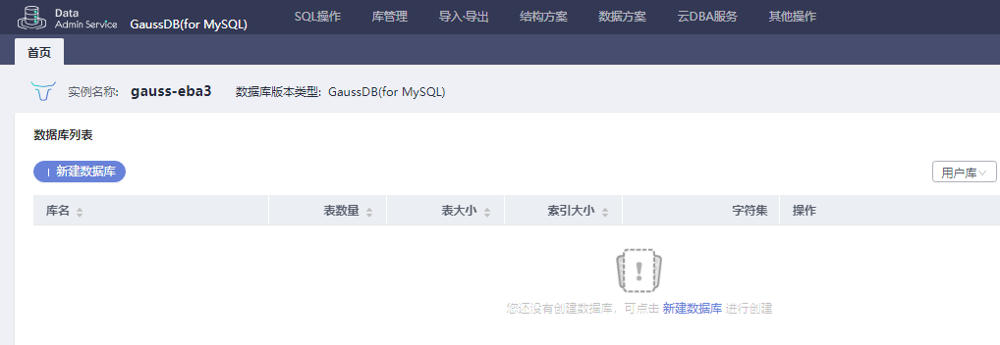 Data
Admin Service GaussDB(for MySQL) SQL操作 库管理 导入·导出 结构方案 数据方案 云DBA服务 其他操作
首页
实例名称: gauss-eba3 数据库版本类型: GaussDB(for MySQL)
数据库列表
新建数据库 用户库
库名 表数量 表大小 索引大小 字符集 操作
您还没有创建数据库，可点击 新建数据库 进行创建